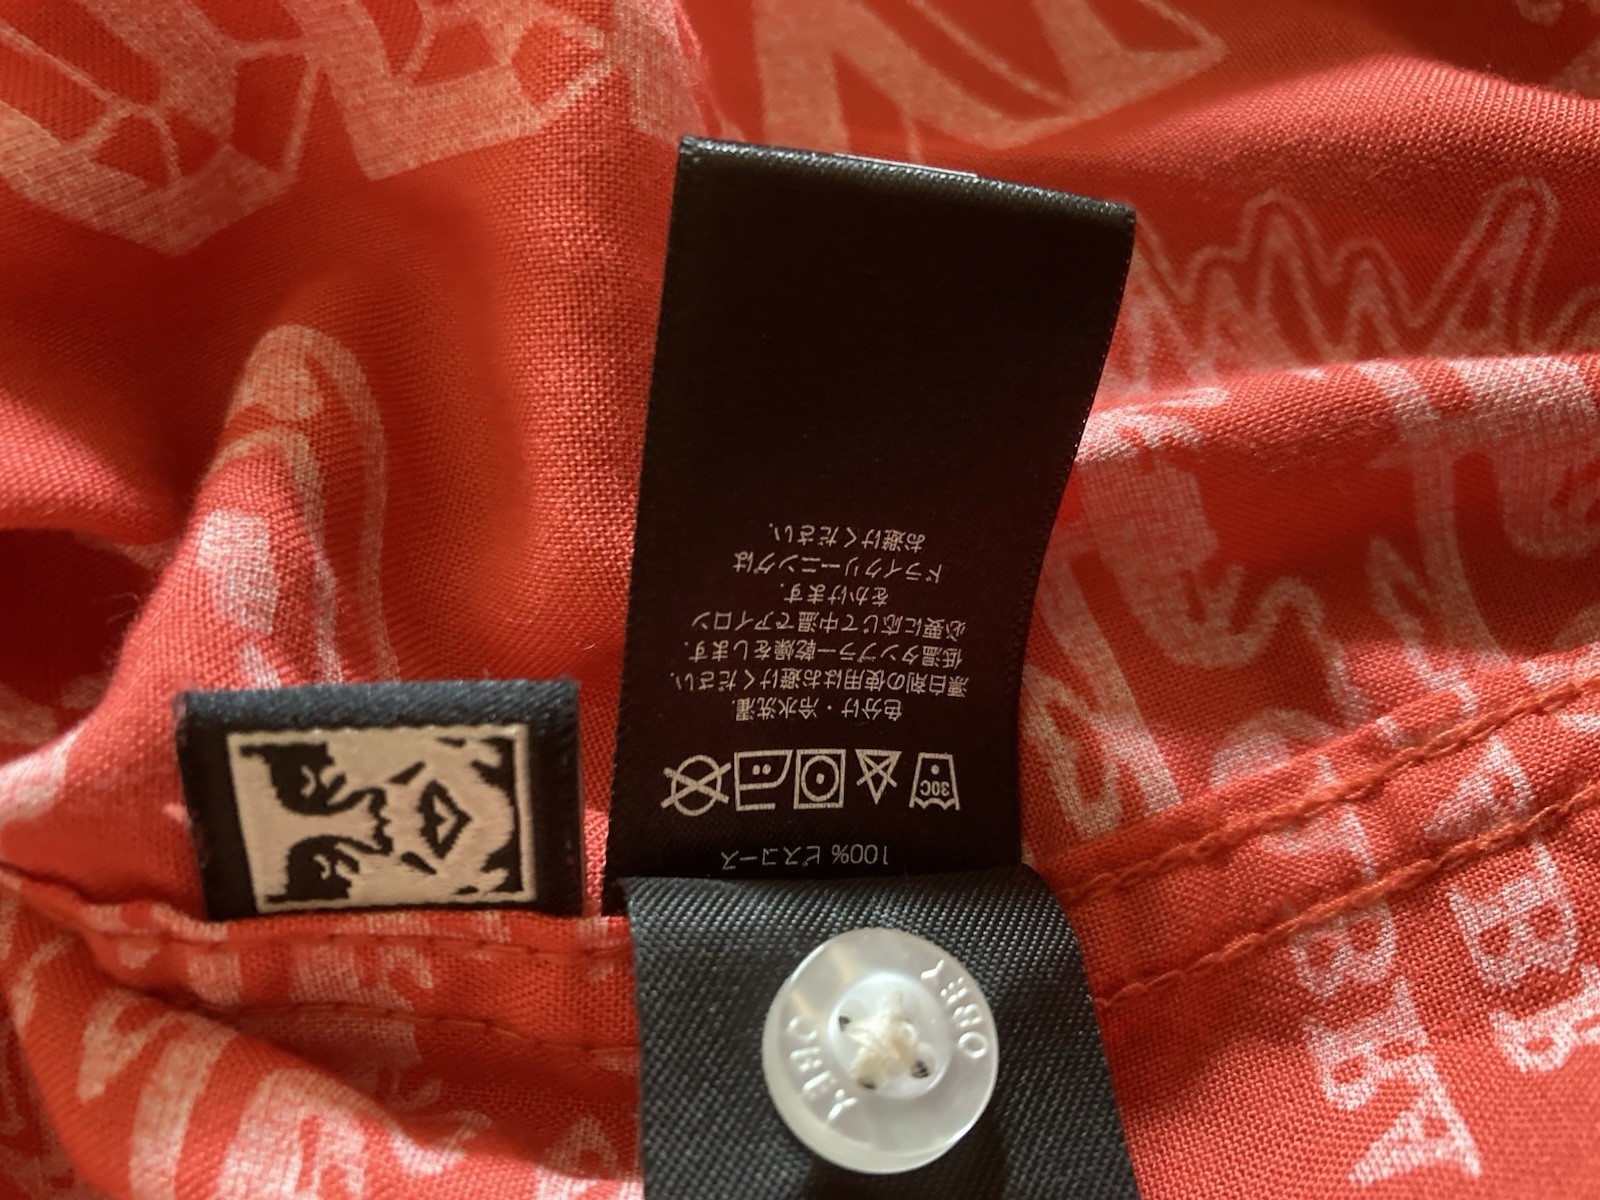 100% ビスコース
30C
色分け・冷水洗濯.
漂白剤の使用はお避けください.
低温タンブラー乾燥をします.
必要に応じて中温でアイロン
をかけます.
ドライクリーニングは
お避けください.
OBEY
OBEY